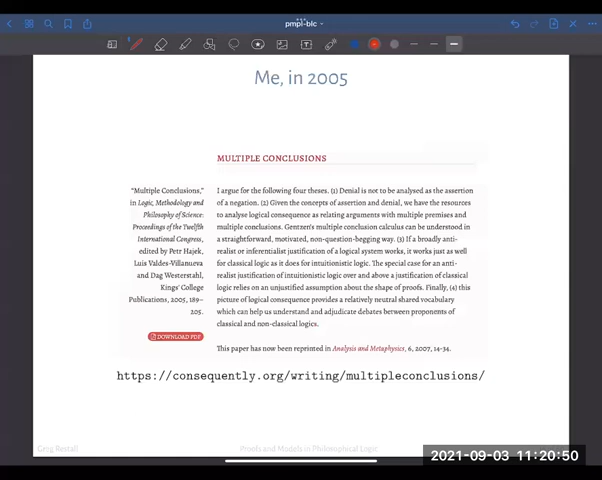 pmpl-blc
Me, in 2005
MULTIPLE CONCLUSIONS
"Multiple Conclusions,"
in Logic, Methodology and
Philosophy of Science:
Proceedings of the Twelfth
International Congress,
edited by Petr Hajek,
Luis Valdes-Villanueva
and Dag Westerstahl,
Kings' College
Publications, 2005, 189–
205.
DOWNLOAD PDF
I argue for the following four theses. (1) Denial is not to be analysed as the assertion
of a negation. (2) Given the concepts of assertion and denial, we have the resources
to analyse logical consequence as relating arguments with multiple premises and
multiple conclusions. Gentzen's multiple conclusion calculus can be understood in
a straightforward, motivated, non-question-begging way. (3) If a broadly anti-
realist or inferentialist justification of a logical system works, it works just as well
for classical logic as it does for intuitionistic logic. The special case for an anti-
realist justification of intuitionistic logic over and above a justification of classical
logic relies on an unjustified assumption about the shape of proofs. Finally, (4) this
picture of logical consequence provides a relatively neutral shared vocabulary
which can help us understand and adjudicate debates between proponents of
classical and non-classical logics.
This paper has now been reprinted in Analysis and Metaphysics, 6, 2007, 14-34.
https://consequently.org/writing/multipleconclusions/
Greg Restall
Proofs and Models in Philosophical Logic
2021-09-03 11:20:50